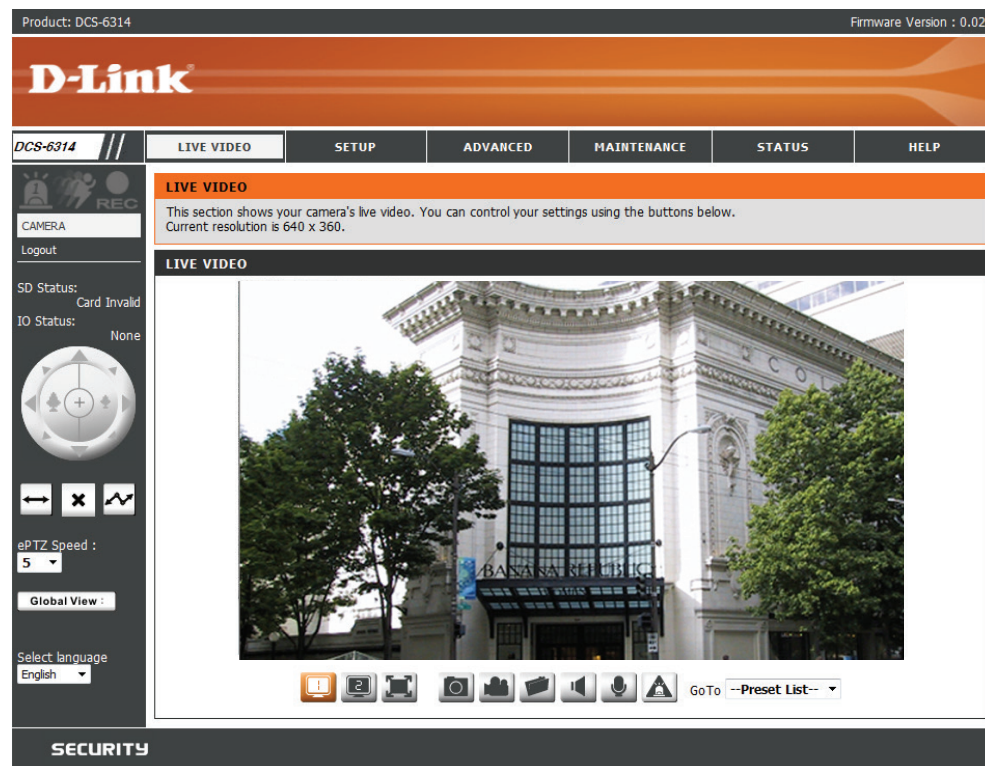 Product: DCS-6314
Firmware Version : 0.02
D-Link
DCS-6314
LIVE VIDEO
SETUP
ADVANCED
MAINTENANCE
STATUS
HELP
REC
CAMERA
Logout
SD Status:
Card Invalid
IO Status:
None
ePTZ Speed :
5
Global View :
Select language
English
LIVE VIDEO
This section shows your camera's live video. You can control your settings using the buttons below.
Current resolution is 640 x 360.
LIVE VIDEO
C O L
BANANA REPUBLIC
1
2
GoTo --Preset List--
SECURITY